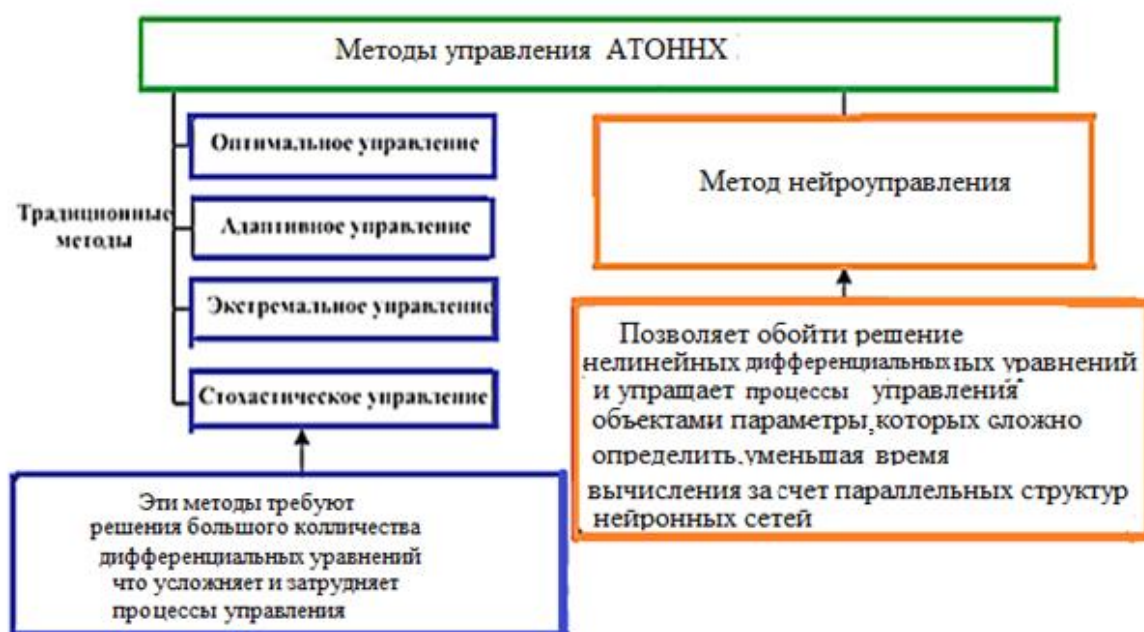 Методы управления АТОННХ
Оптимальное управление
Традиционные
методы
Адаптивное управление
Экстремальное управление
Стохастическое управление
Эти методы требуют
решения большого колличества
дифференциальных уравнений
что усложняет и затрудняет
процессы управления
Метод нейроуправления
Позволяет обойти решение
нелинейных дифференциальных ных уравнений
и упращает процессы управления
объектами параметры,которых сложно
определить,уменьшая время
вычисления за счет параллельных структур
нейронных сетей